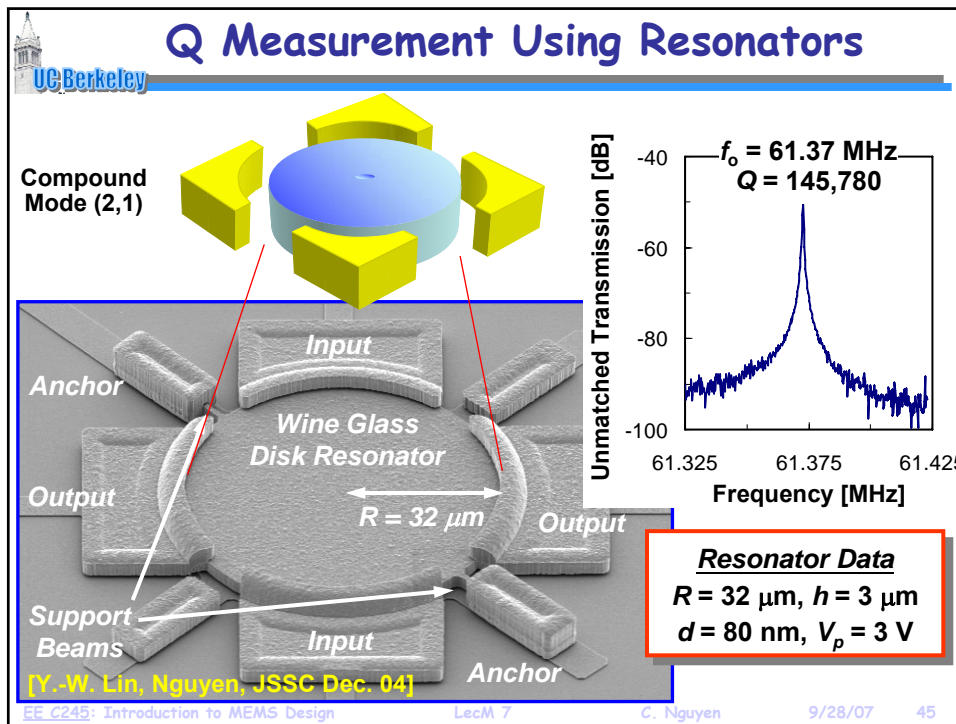 Q Measurement Using Resonators
UC Berkeley
Compound
Mode (2,1)
Unmatched Transmission [dB]
-40
-60
-80
-100
fo = 61.37 MHz
Q = 145,780
61.325
61.375
61.425
Frequency [MHz]
Input
Anchor
Wine Glass
Disk Resonator
Output
R = 32 μm
Output
Support
Beams
Input
Anchor
[Y.-W. Lin, Nguyen, JSSC Dec. 04]
Resonator Data
R = 32 μm, h = 3 μm
d = 80 nm, Vp = 3 V
EE C245: Introduction to MEMS Design LecM 7 C. Nguyen 9/28/07 45